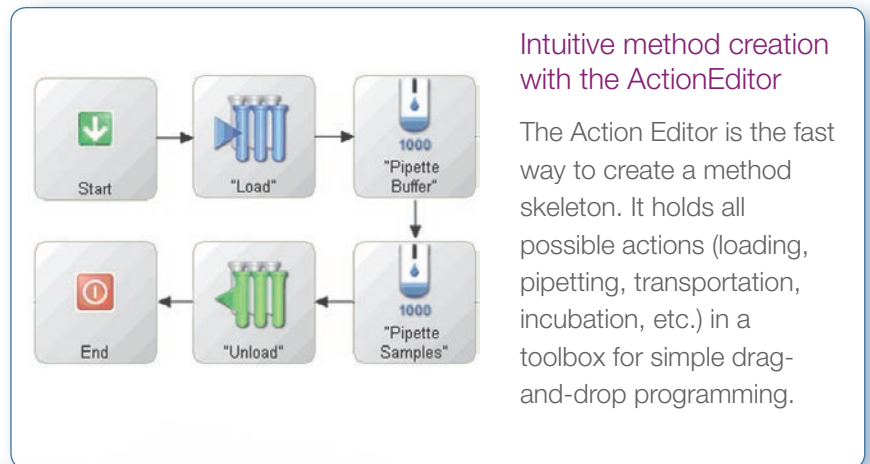 Intuitive method creation
with the ActionEditor
The Action Editor is the fast
way to create a method
skeleton. It holds all
possible actions (loading,
pipetting, transportation,
incubation, etc.) in a
toolbox for simple drag-
and-drop programming.
Start
"Load"
1000
"Pipette
Buffer"
1000
"Pipette
Samples"
"Unload"
End